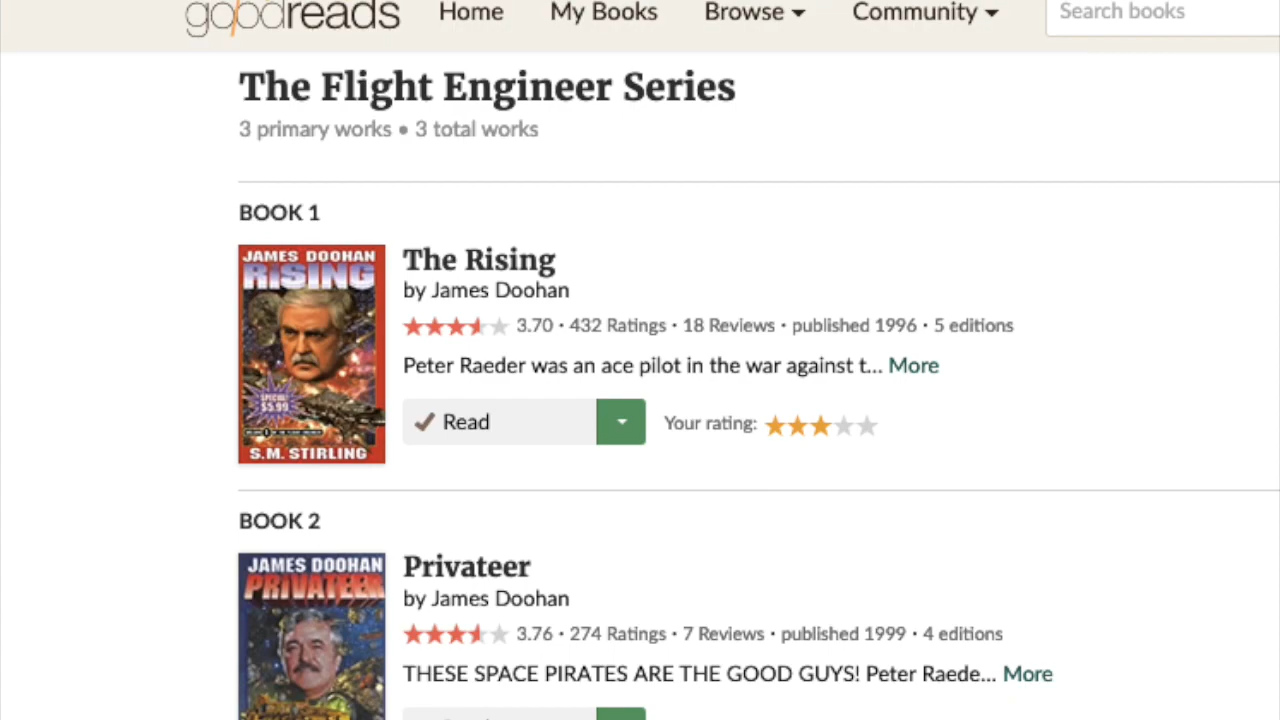 goodreads Home My Books Browse Community Search books
The Flight Engineer Series
3 primary works • 3 total works
BOOK 1
JAMES DOOHAN
RISING
SPECIAL
$5.99
S.M. STIRLING
The Rising
by James Doohan
3.70 · 432 Ratings · 18 Reviews · published 1996 · 5 editions
Peter Raeder was an ace pilot in the war against t... More
Read
Your rating:
BOOK 2
JAMES DOOHAN
PRIVATEER
Privateer
by James Doohan
3.76 · 274 Ratings · 7 Reviews · published 1999 · 4 editions
THESE SPACE PIRATES ARE THE GOOD GUYS! Peter Raede... More